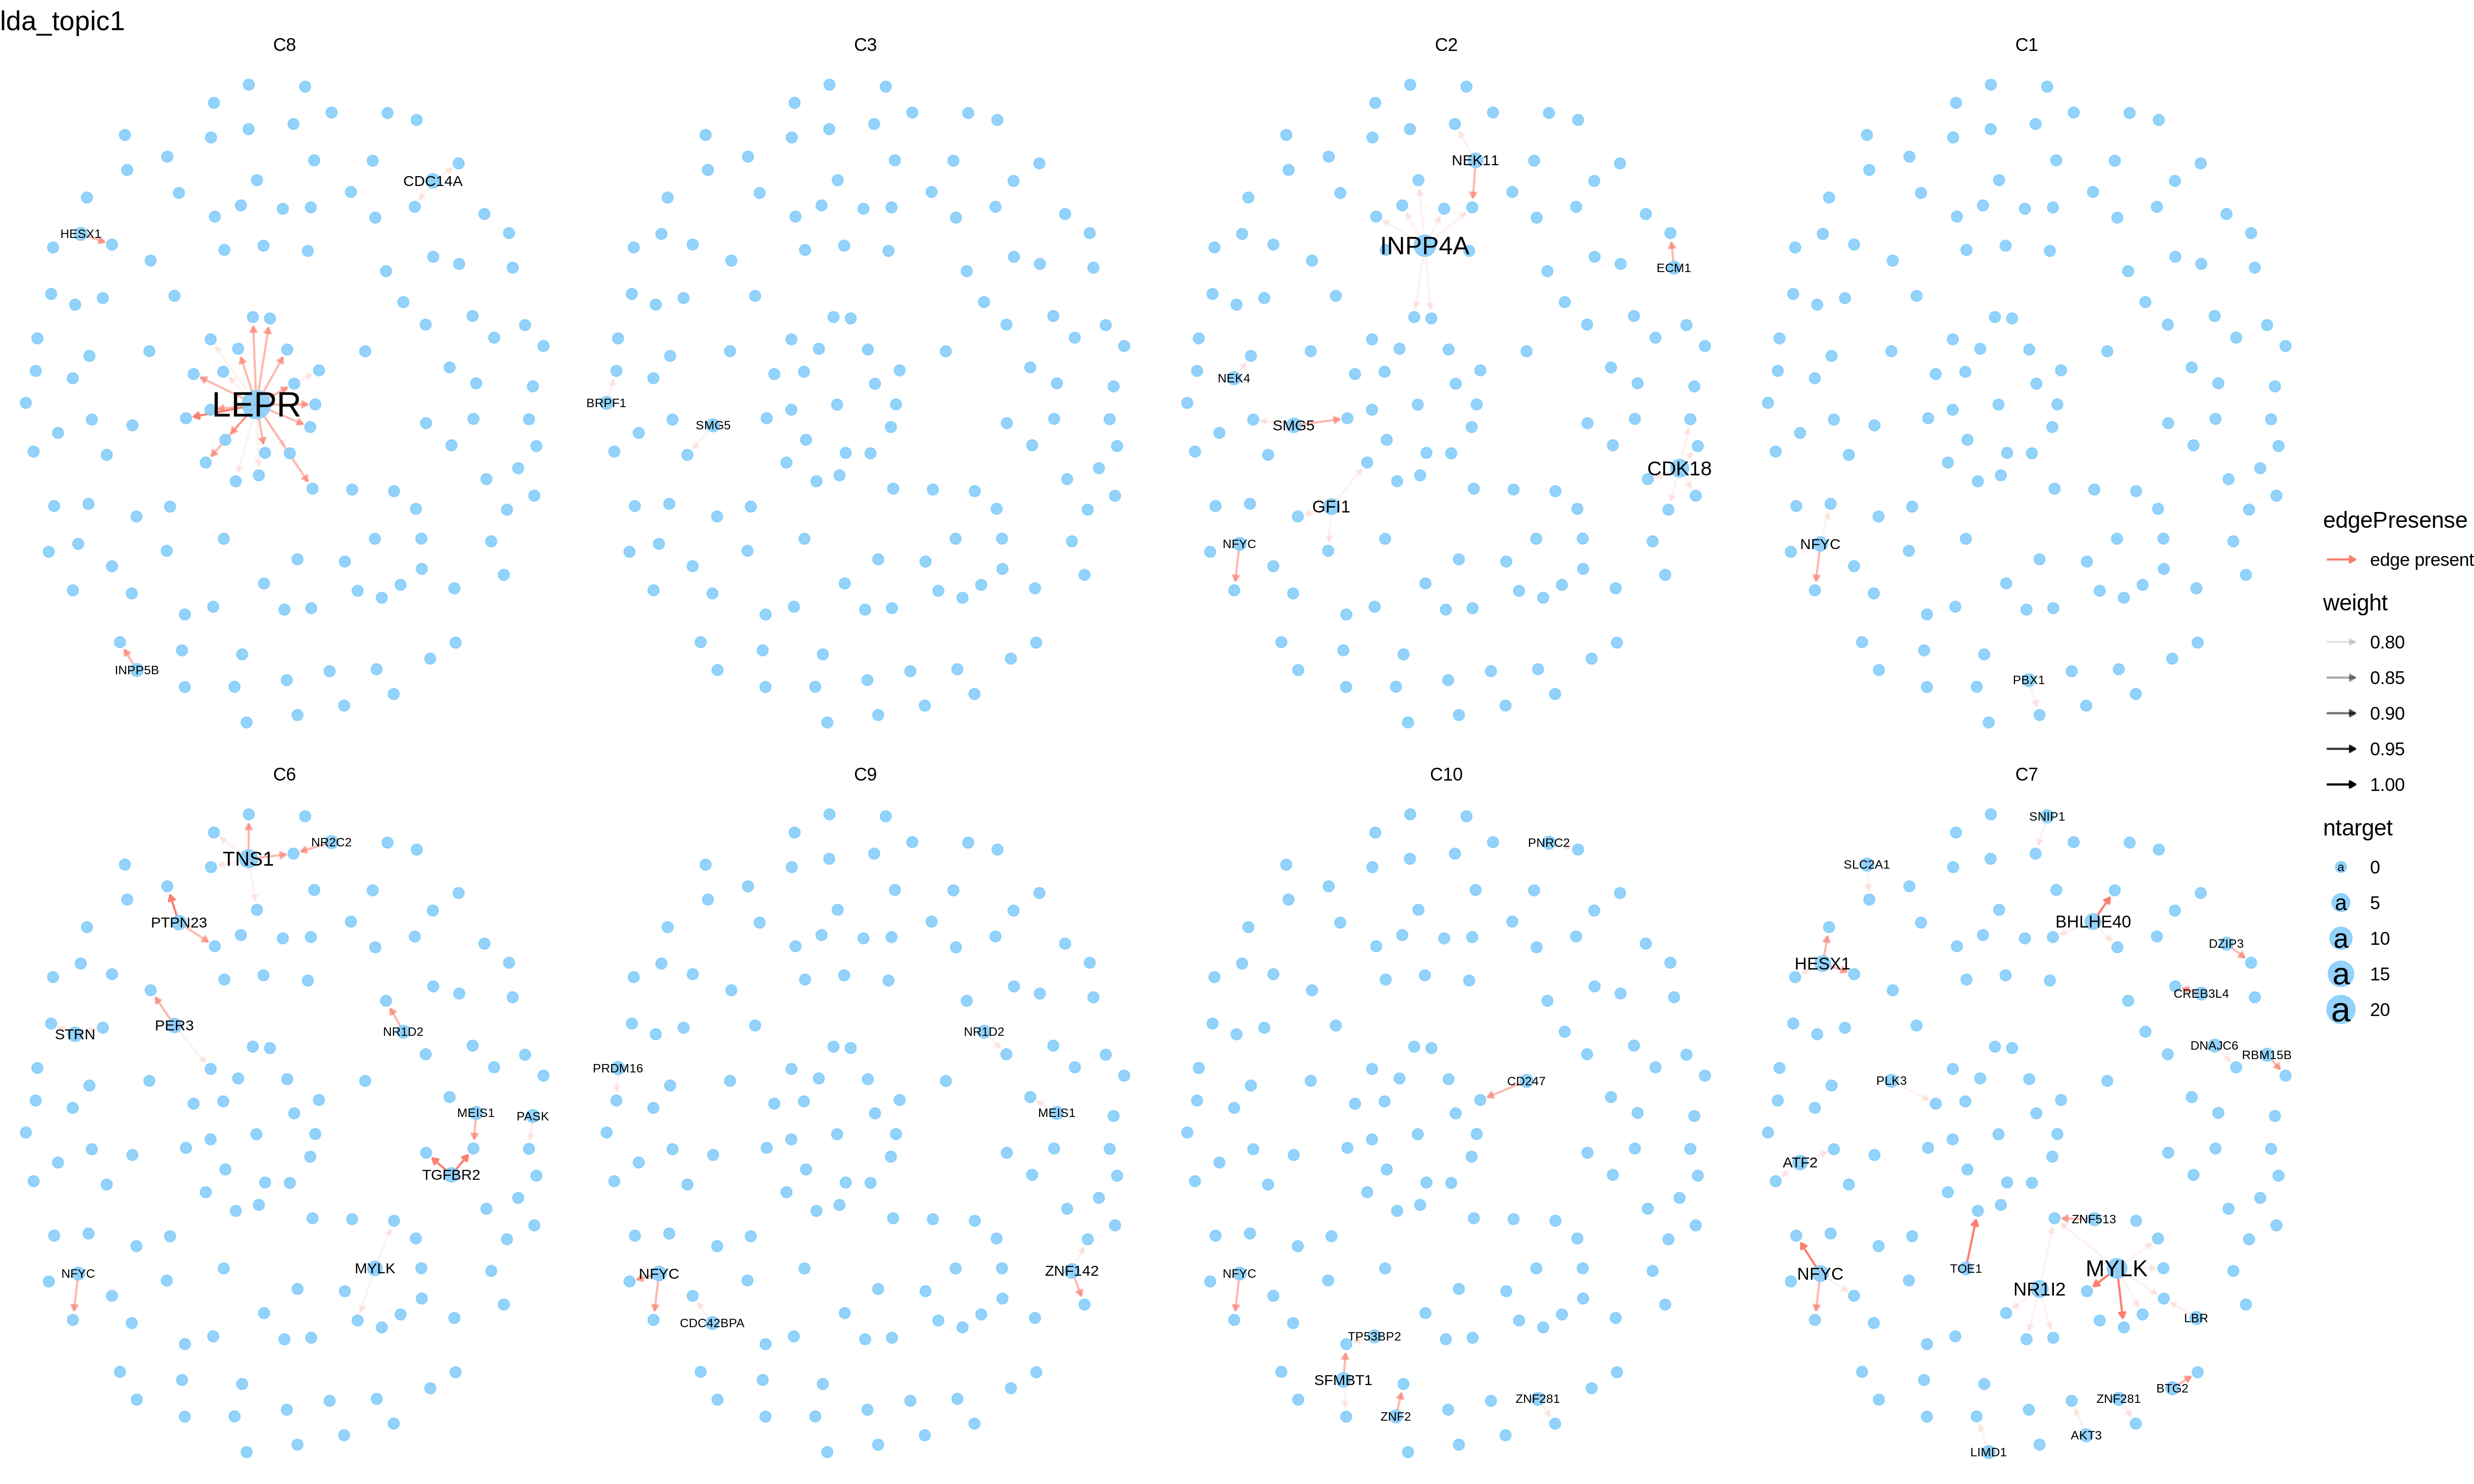 lda_topic1
C8
C3
C2
C1
CDC14A
HESX1
LEPR
INPP5B
BRPF1
SMG5
NEK11
INPP4A
ECM1
NEK4
SMG5
CDK18
GFI1
NFYC
NFYC
PBX1
C6
C9
C10
C7
NR2C2
TNS1
PTPN23
PER3
STRN
NR1D2
MEIS1
PASK
TGFBR2
MYLK
NFYC
NR1D2
PRDM16
MEIS1
NFYC
ZNF142
CDC42BPA
PNRC2
CD247
NFYC
TP53BP2
SFMBT1
ZNF281
ZNF2
SNIP1
SLC2A1
BHLHE40
DZIP3
HESX1
CREB3L4
DNAJC6
RBM15B
PLK3
ATF2
ZNF513
TOE1
MYLK
NFYC
NR1I2
LBR
BTG2
ZNF281
AKT3
LIMD1
edgePresense
edge present
weight
0.80
0.85
0.90
0.95
1.00
ntarget
a 0
a 5
a 10
a 15
a 20